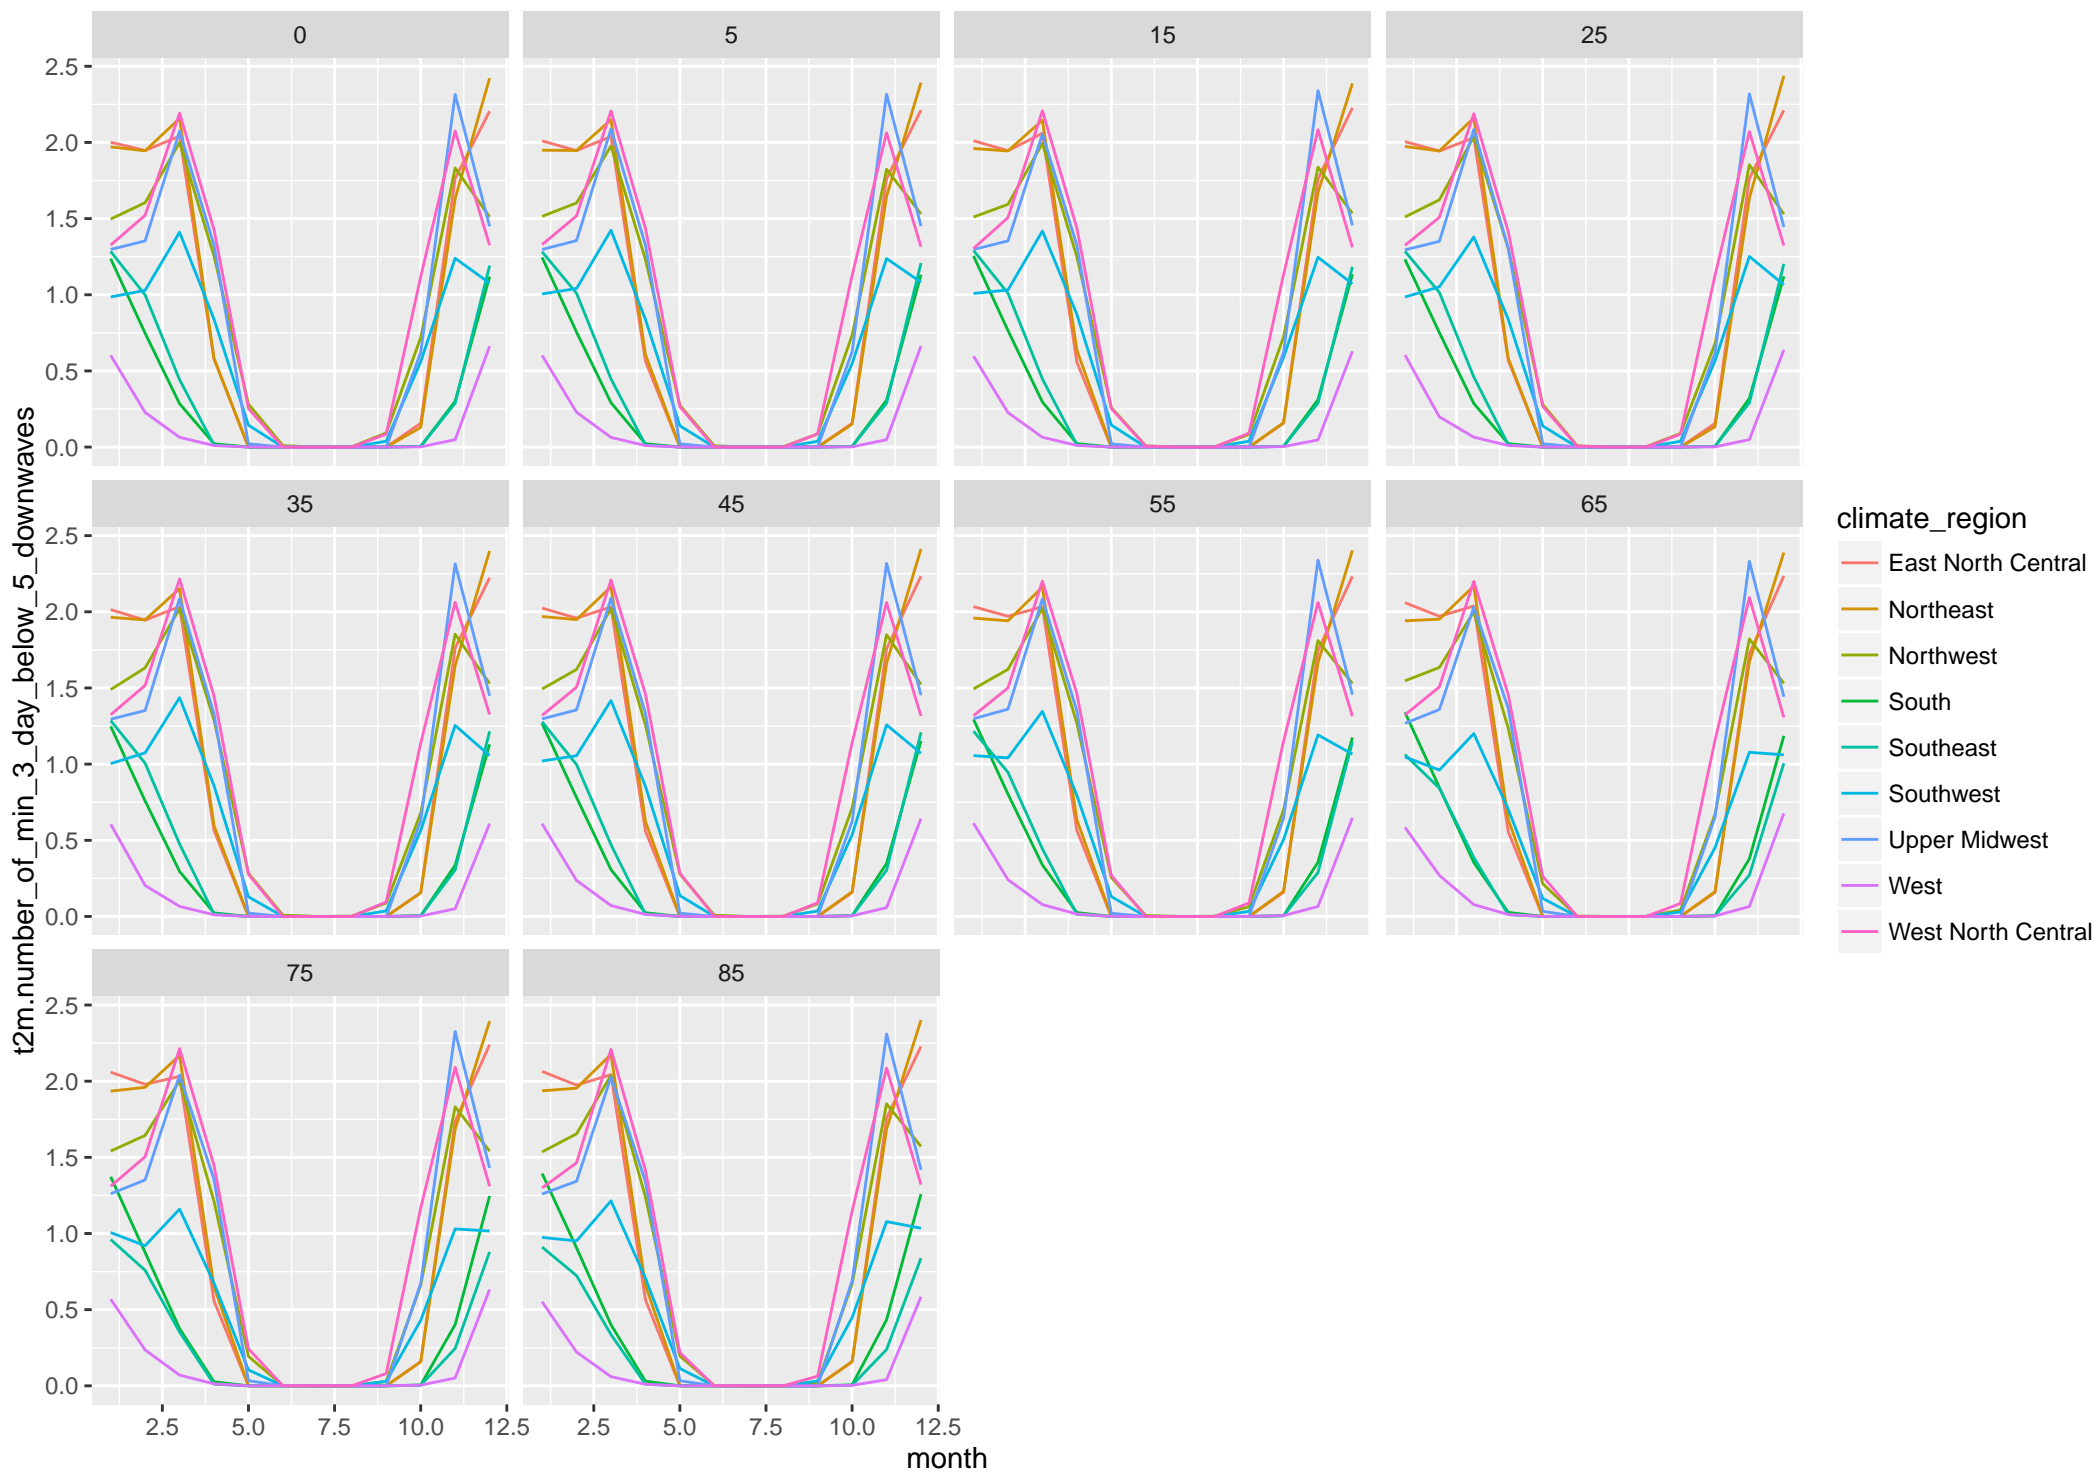 0 5 15 25
2.5
2.0
1.5
1.0
0.5
0.0
35 45 55 65
2.5
2.0
1.5
1.0
0.5
0.0
75 85
2.5
2.0
1.5
1.0
0.5
0.0
2.5 5.0 7.5 10.0 12.5 2.5 5.0 7.5 10.0 12.5
month
t2m.number_of_min_3_day_below_5_downwaves
climate_region
East North Central
Northeast
Northwest
South
Southeast
Southwest
Upper Midwest
West
West North Central